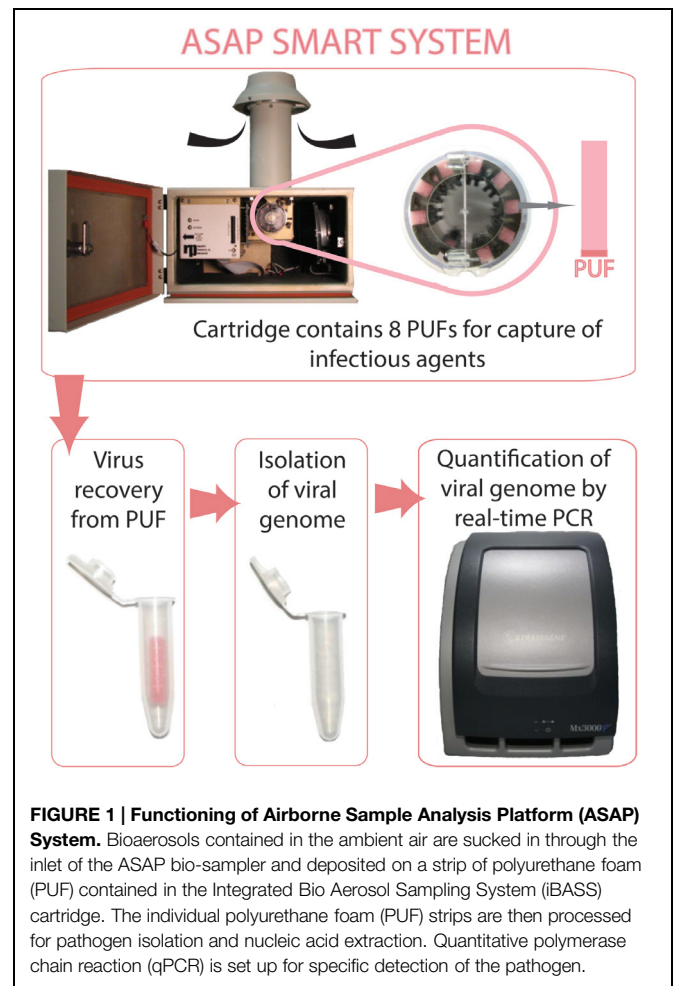 ASAP SMART SYSTEM
PUF
Cartridge contains 8 PUFs for capture of
infectious agents
Virus
recovery
from PUF
Isolation
of viral
genome
Quantification of
viral genome by
real-time PCR
Mx3000
FIGURE 1 | Functioning of Airborne Sample Analysis Platform (ASAP)
System. Bioaerosols contained in the ambient air are sucked in through the
inlet of the ASAP bio-sampler and deposited on a strip of polyurethane foam
(PUF) contained in the Integrated Bio Aerosol Sampling System (iBASS)
cartridge. The individual polyurethane foam (PUF) strips are then processed
for pathogen isolation and nucleic acid extraction. Quantitative polymerase
chain reaction (qPCR) is set up for specific detection of the pathogen.